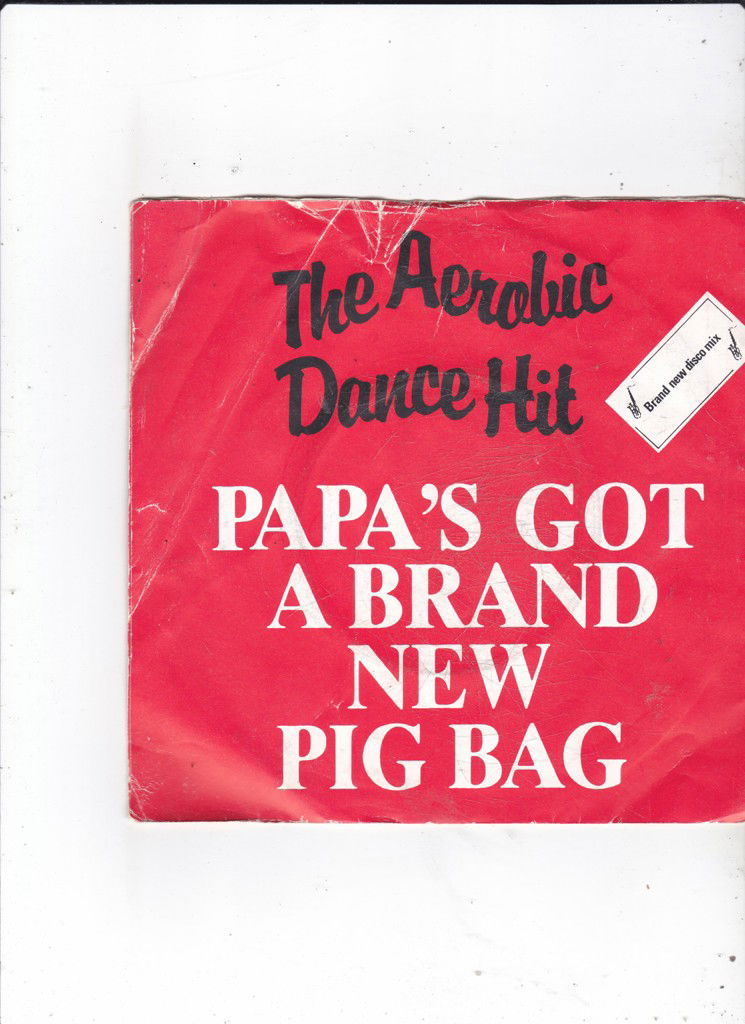 The Aerobic
Dance Hit
Brand new disco mix
PAPA'S GOT
A BRAND
NEW
PIG BAG